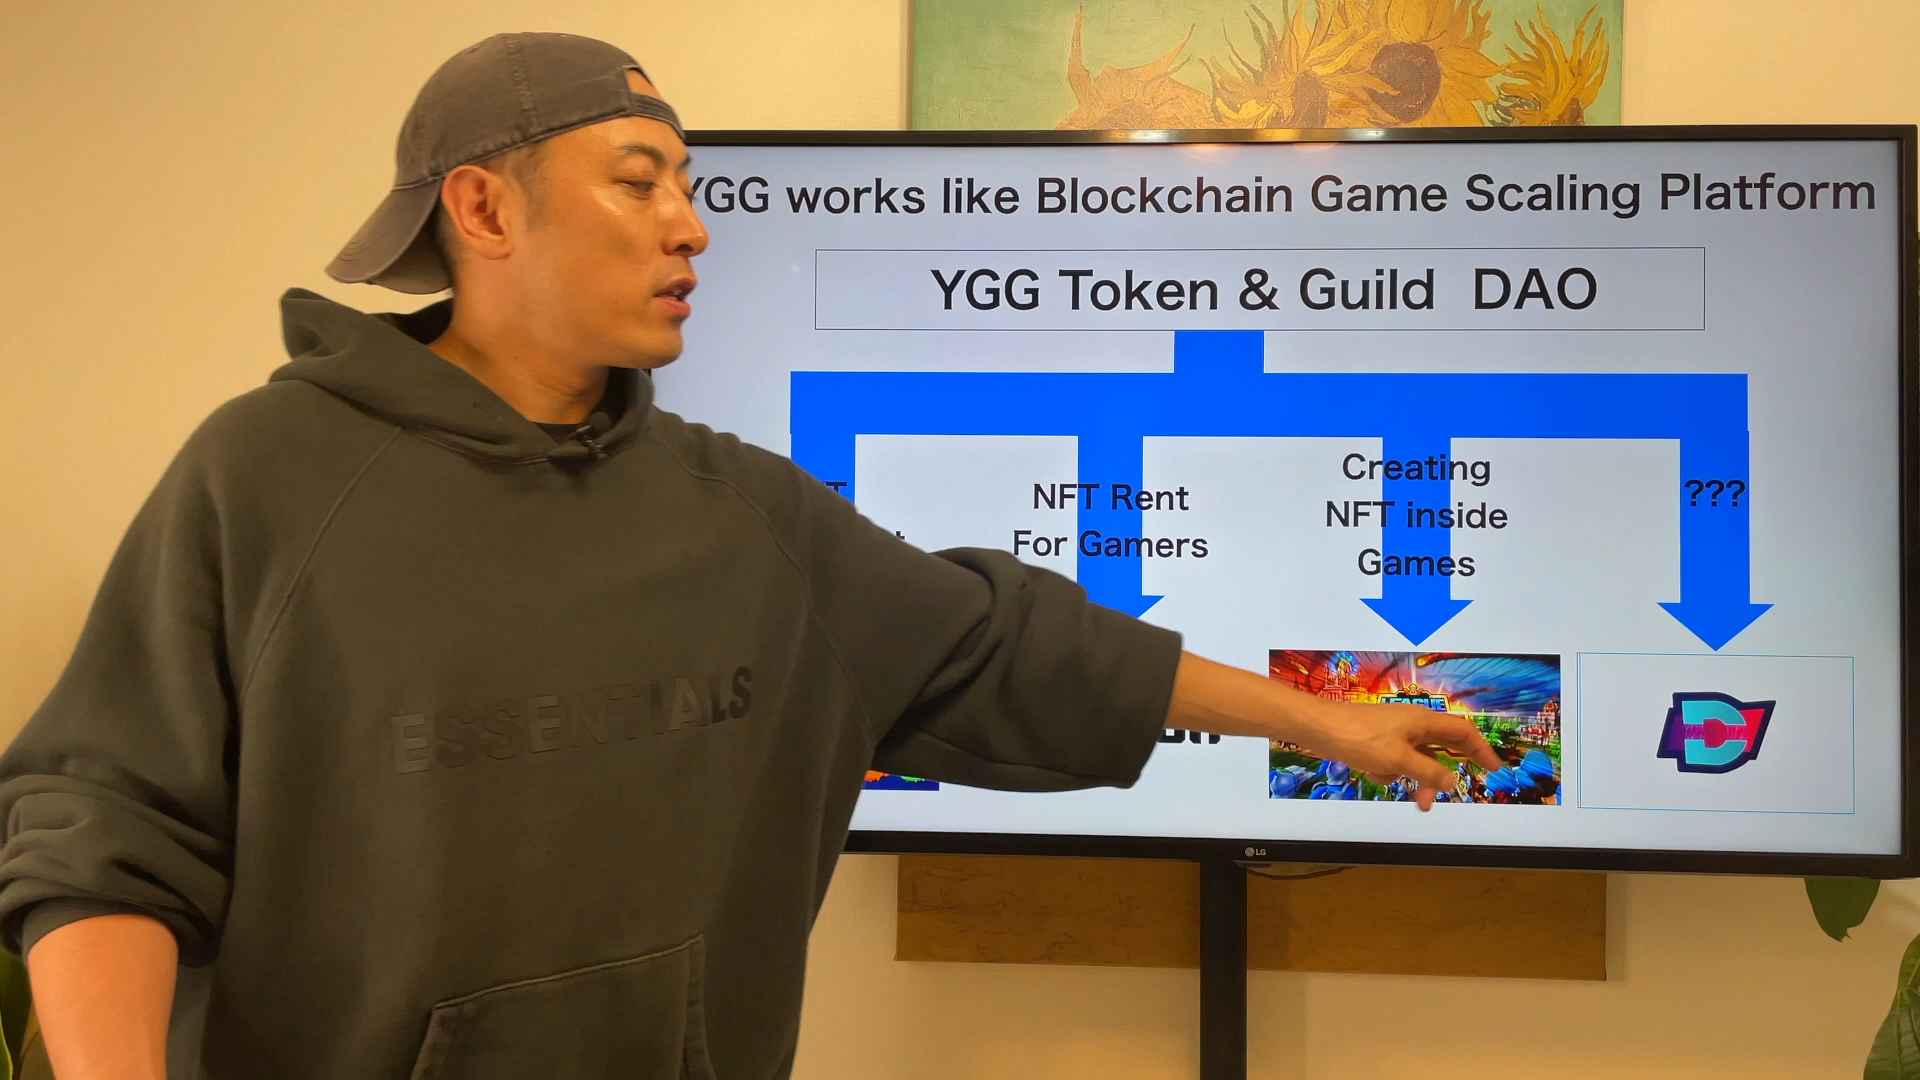 YGG works like Blockchain Game Scaling Platform
YGG Token & Guild DAO
NFT Rent
For Gamers
Creating
NFT inside
Games
???
LEAGUE
D
ESSENTIALS
LG